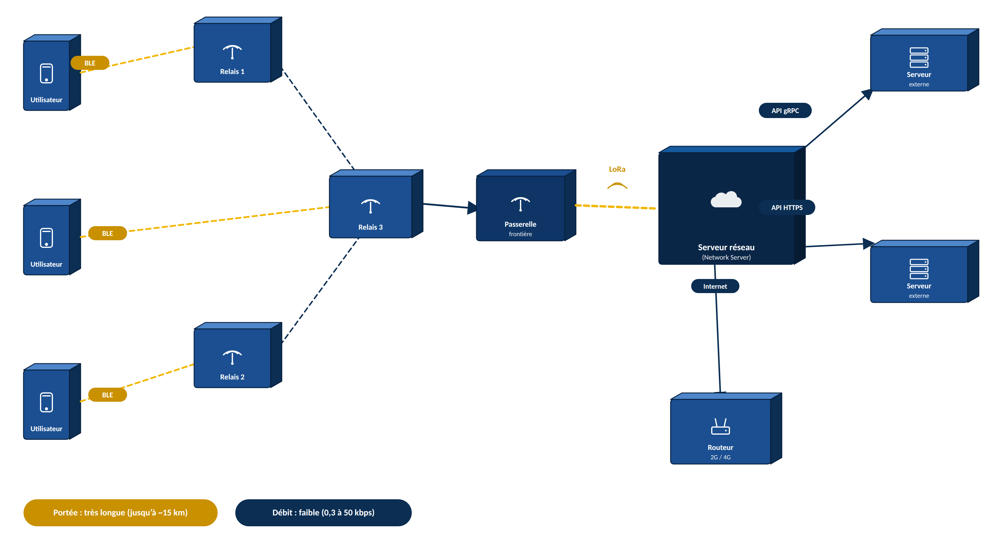 BLE
Utilisateur
Relais 1
BLE
Utilisateur
Relais 3
BLE
Utilisateur
Relais 2
Passerelle
frontière
LoRa
Serveur réseau
(Network Server)
API gRPC
API HTTPS
Serveur
externe
Serveur
externe
Internet
Routeur
2G / 4G
Portée : très longue (jusqu’à ~15 km)
Débit : faible (0,3 à 50 kbps)